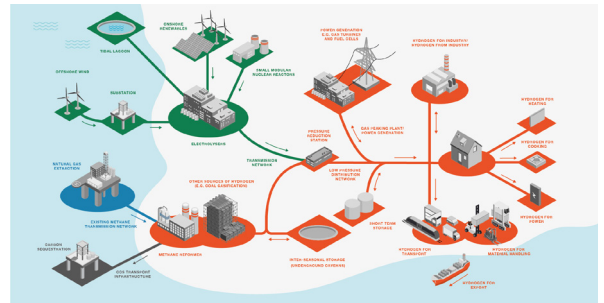 TIDAL LAGOON
ONSHORE
RENEWABLES
SMALL MODULAR
NUCLEAR REACTORS
POWER GENERATION
(E.G. GAS TURBINES
AND FUEL CELLS)
HYDROGEN FOR INDUSTRY/
HYDROGEN FROM INDUSTRY
OFFSHORE WIND
SUBSTATION
ELECTROLYSERS
TRANSMISSION
NETWORK
PRESSURE
REDUCTION
STATION
GAS PEAKING PLANT/
POWER GENERATION
HYDROGEN FOR
HEATING
HYDROGEN FOR
COOKING
HYDROGEN FOR
POWER
NATURAL GAS
EXTRACTION
EXISTING METHANE
TRANSMISSION NETWORK
OTHER SOURCES OF HYDROGEN
(E.G. COAL GASIFICATION)
LOW PRESSURE
DISTRIBUTION
NETWORK
SHORT TERM
STORAGE
METHANE REFORMER
INTER-SEASONAL STORAGE
(UNDERGROUND CAVERNS)
CARBON
SEQUESTRATION
CO2 TRANSPORT
INFRASTRUCTURE
HYDROGEN FOR
TRANSPORT
HYDROGEN FOR
MATERIAL HANDLING
HYDROGEN FOR
EXPORT